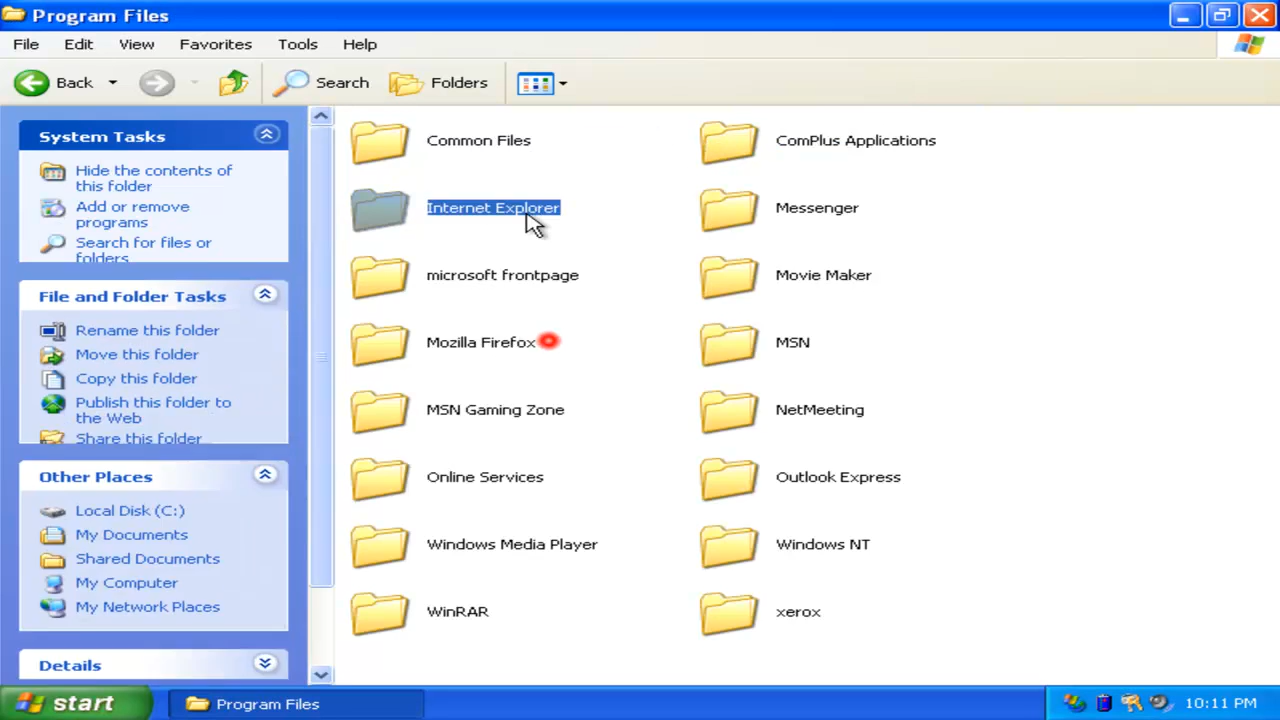 Program Files
File Edit View Favorites Tools Help
Back Search Folders
System Tasks
Hide the contents of
this folder
Add or remove
programs
Search for files or
folders
File and Folder Tasks
Rename this folder
Move this folder
Copy this folder
Publish this folder to
the Web
Share this folder
Other Places
Local Disk (C:)
My Documents
Shared Documents
My Computer
My Network Places
Details
Common Files ComPlus Applications
Internet Explorer Messenger
microsoft frontpage Movie Maker
Mozilla Firefox MSN
MSN Gaming Zone NetMeeting
Online Services Outlook Express
Windows Media Player Windows NT
WinRAR xerox
start Program Files 10:11 PM